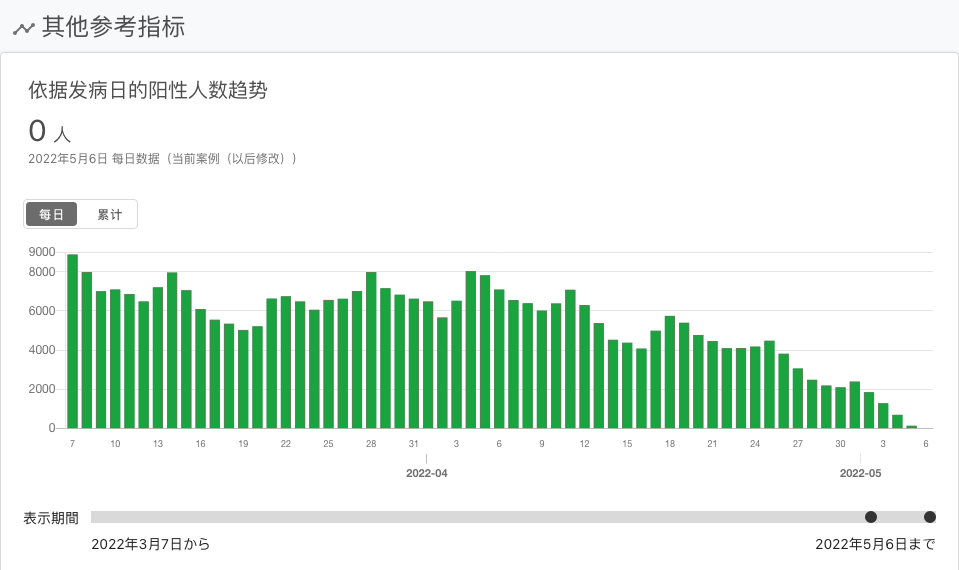 其他参考指标
依据发病日的阳性人数趋势
0 人
2022年5月6日 每日数据（当前案例（以后修改））
每日 累计
9000
8000
6000
4000
2000
0
7 10 13 16 19 22 25 28 31 3 6 9 12 15 18 21 24 27 30 3 6
2022-04 2022-05
表示期間
2022年3月7日から 2022年5月6日まで